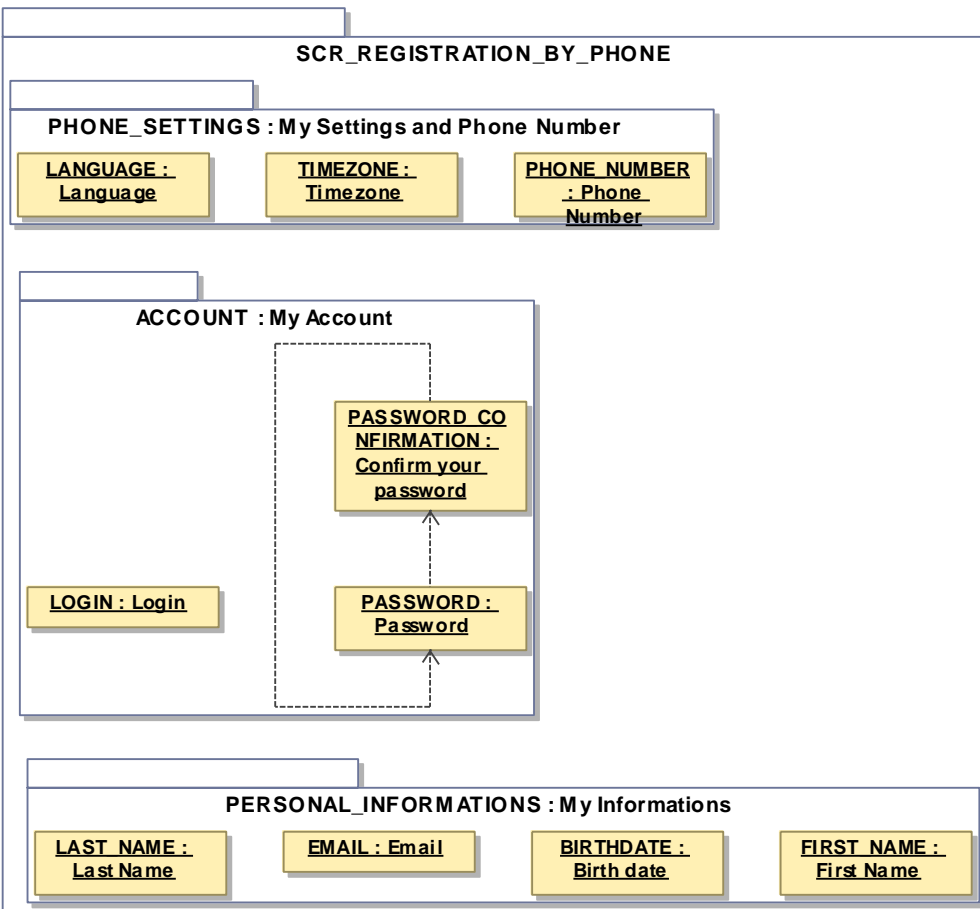 SCR_REGISTRATION_BY_PHONE
PHONE_SETTINGS : My Settings and Phone Number
LANGUAGE :
Language
TIMEZONE :
Timezone
PHONE_NUMBER
: Phone
Number
ACCOUNT : My Account
PASSWORD_CO
NFIRMATION :
Confirm your
password
LOGIN : Login
PASSWORD :
Password
PERSONAL_INFORMATIONS : My Informations
LAST_NAME :
Last Name
EMAIL : Email
BIRTHDATE :
Birth date
FIRST_NAME :
First Name